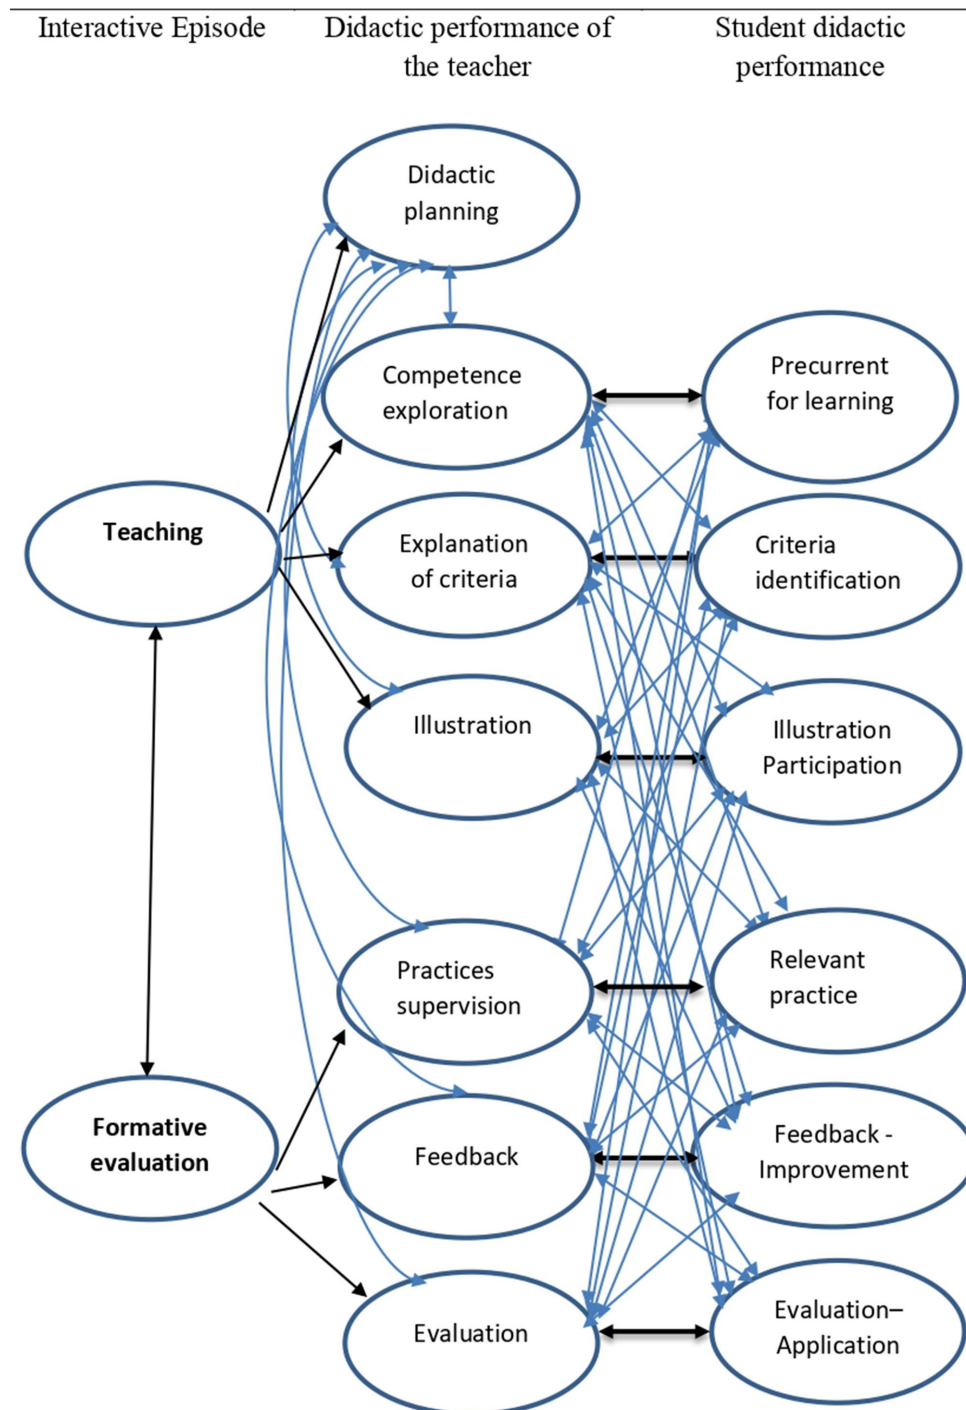 Interactive Episode
Didactic performance of
the teacher
Student didactic
performance
Didactic
planning
Competence
exploration
Precurrent
for learning
Teaching
Explanation
of criteria
Criteria
identification
Illustration
Illustration
Participation
Practices
supervision
Relevant
practice
Formative
evaluation
Feedback
Feedback -
Improvement
Evaluation
Evaluation–
Application